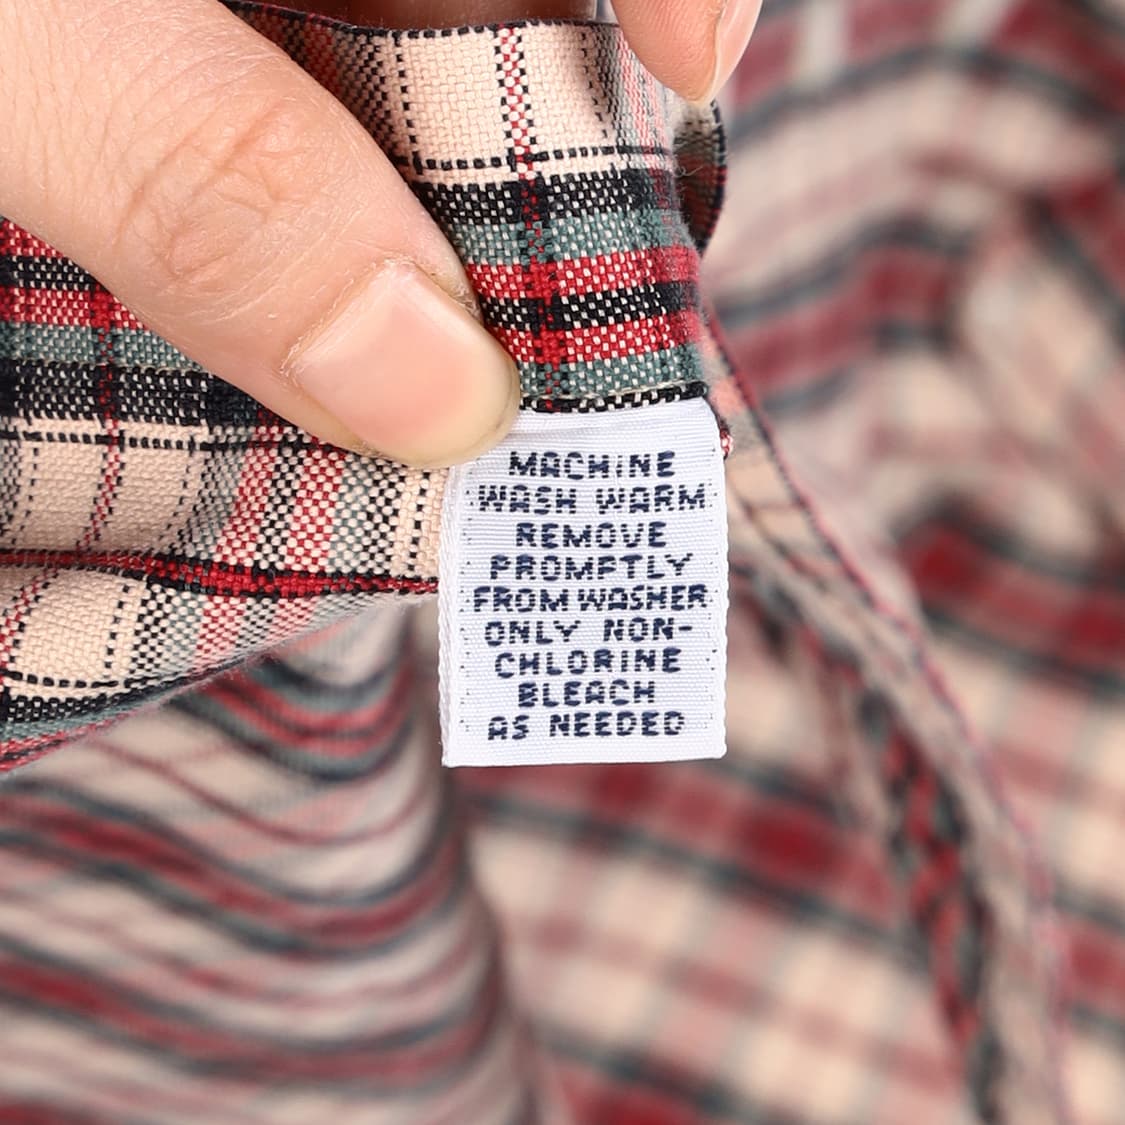 MACHINE
WASH WARM
REMOVE
PROMPTLY
FROM WASHER
ONLY NON-
CHLORINE
BLEACH
AS NEEDED